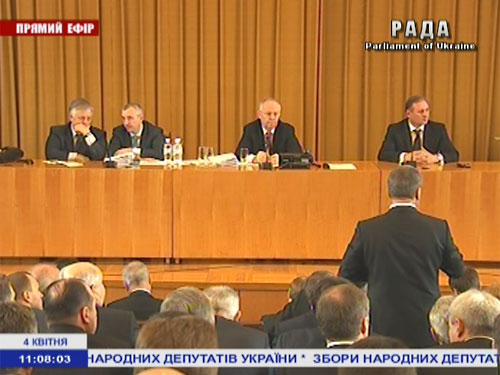 ПРЯМИЙ ЕФІР
РАДА
Parliament of Ukraine
4 КВІТНЯ
11:08:03
НАРОДНИХ ДЕПУТАТІВ УКРАЇНИ * ЗБОРИ НАРОДНИХ ДЕПУТАТ